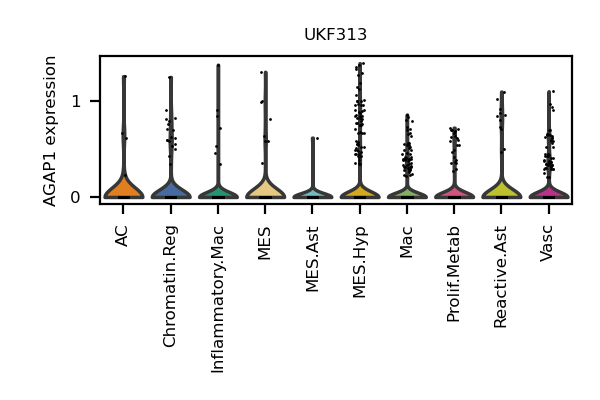 UKF313
AGAP1 expression
1
0
AC
Chromatin.Reg
Inflammatory.Mac
MES
MES.Ast
MES.Hyp
Mac
Prolif.Metab
Reactive.Ast
Vasc